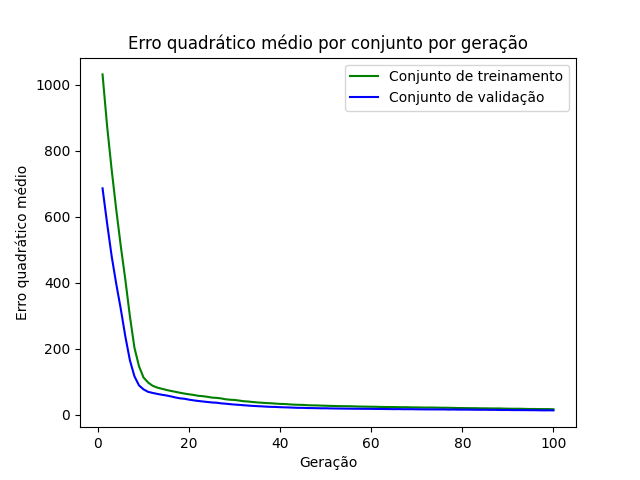 Erro quadrático médio por conjunto por geração
Conjunto de treinamento
Conjunto de validação
Erro quadrático médio
1000
800
600
400
200
0
0 20 40 60 80 100
Geração